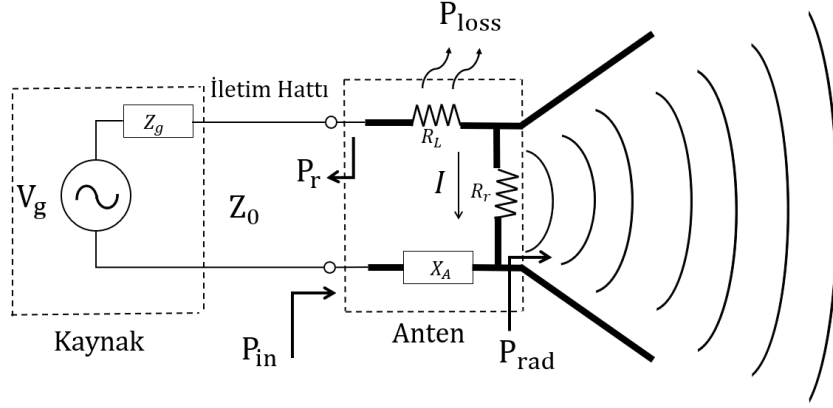 P_loss
İletim Hattı
Z_g
R_L
P_r
I
R_r
V_g
Z_0
X_A
Kaynak
P_in
Anten
P_rad